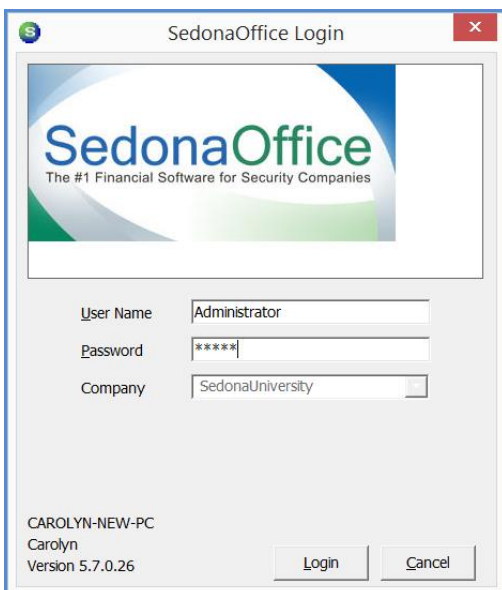 S
SedonaOffice Login
SedonaOffice
The #1 Financial Software for Security Companies
User Name Administrator
Password *****
Company SedonaUniversity
CAROLYN-NEW-PC
Carolyn
Version 5.7.0.26
Login Cancel